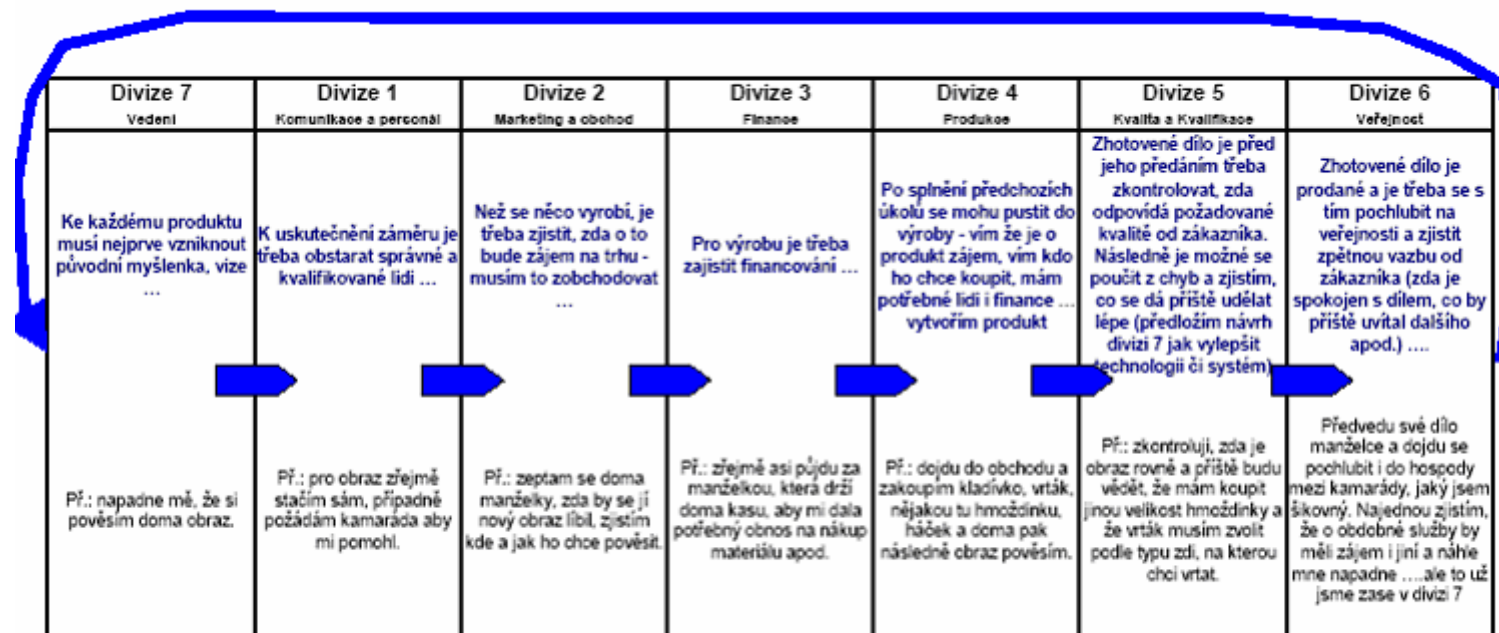 Divize 7
Vedení
Ke každému produktu
musí nejprve vzniknout
původní myšlenka, vize
...
Př.: napadne mě, že si
pověsím doma obraz.
Divize 1
Komunikace a personál
K uskutečnění záměru je
třeba obstarat správné a
kvalifikované lidi ...
Př.: pro obraz zřejmě
stačím sám, případně
požádám kamaráda aby
mi pomohl.
Divize 2
Marketing a obchod
Než se něco vyrobí, je
třeba zjistit, zda o to
bude zájem na trhu -
musím to zobchodovat
...
Př.: zeptam se doma
manželky, zda by se jí
nový obraz líbil, zjistím
kde a jak ho chce pověsit.
Divize 3
Finance
Pro výrobu je třeba
zajistit financování ...
Př.: zřejmě asi půjdu za
manželkou, která drží
doma kasu, aby mi dala
potřebný obnos na nákup
materiálu apod.
Divize 4
Produkce
Po splnění předchozích
úkolů se mohu pustit do
výroby - vím že je o
produkt zájem, vím kdo
ho chce koupit, mám
potřebné lidi i finance ...
vytvořím produkt
Př.: dojdu do obchodu a
zakoupím kladívko, vrták,
nějakou tu hmoždinku,
háček a doma pak
následně obraz pověsím.
Divize 5
Kvalita a Kvalifikace
Zhotovené dílo je před
jeho předáním třeba
zkontrolovat, zda
odpovídá požadované
kvalitě od zákazníka.
Následně je možné se
poučit z chyb a zjistím,
co se dá příště udělat
lépe (předložím návrh
divizi 7 jak vylepšit
technologii či systém)
Př.: zkontroluji, zda je
obraz rovně a příště budu
vědět, že mám koupit
jinou velikost hmoždinky a
že vrták musím zvolit
podle typu zdi, na kterou
chci vrtat.
Divize 6
Veřejnost
Zhotovené dílo je
prodané a je třeba se s
tím pochlubit na
veřejnosti a zjistit
zpětnou vazbu od
zákazníka (zda je
spokojen s dílem, co by
příště uvítal dalšího
apod.) ....
Předvedu své dílo
manželce a dojdu se
pochlubit i do hospody
mezi kamarády, jaký jsem
šikovný. Najednou zjistím,
že o obdobné služby by
měli zájem i jiní a náhle
mne napadne ....ale to už
jsme zase v divizi 7